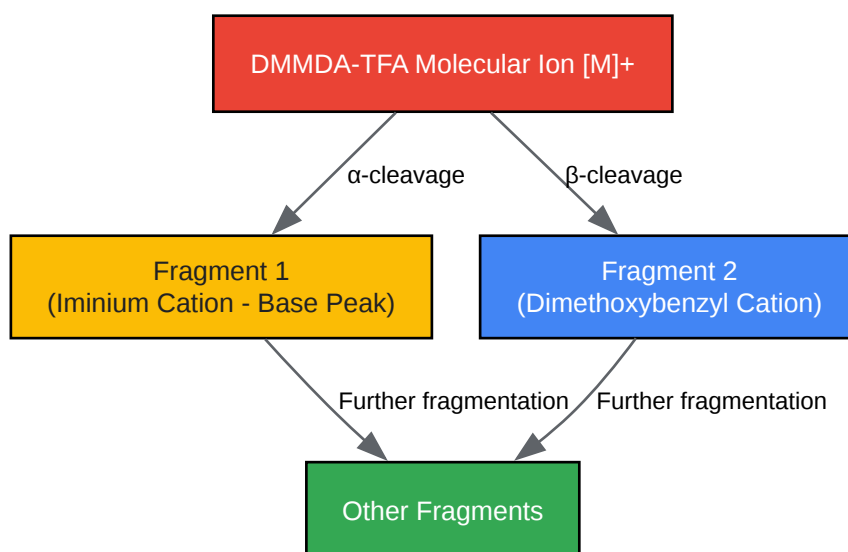 DMMDA-TFA Molecular Ion [M]+
α-cleavage
β-cleavage
Fragment 1
(Iminium Cation - Base Peak)
Fragment 2
(Dimethoxybenzyl Cation)
Further fragmentation
Further fragmentation
Other Fragments